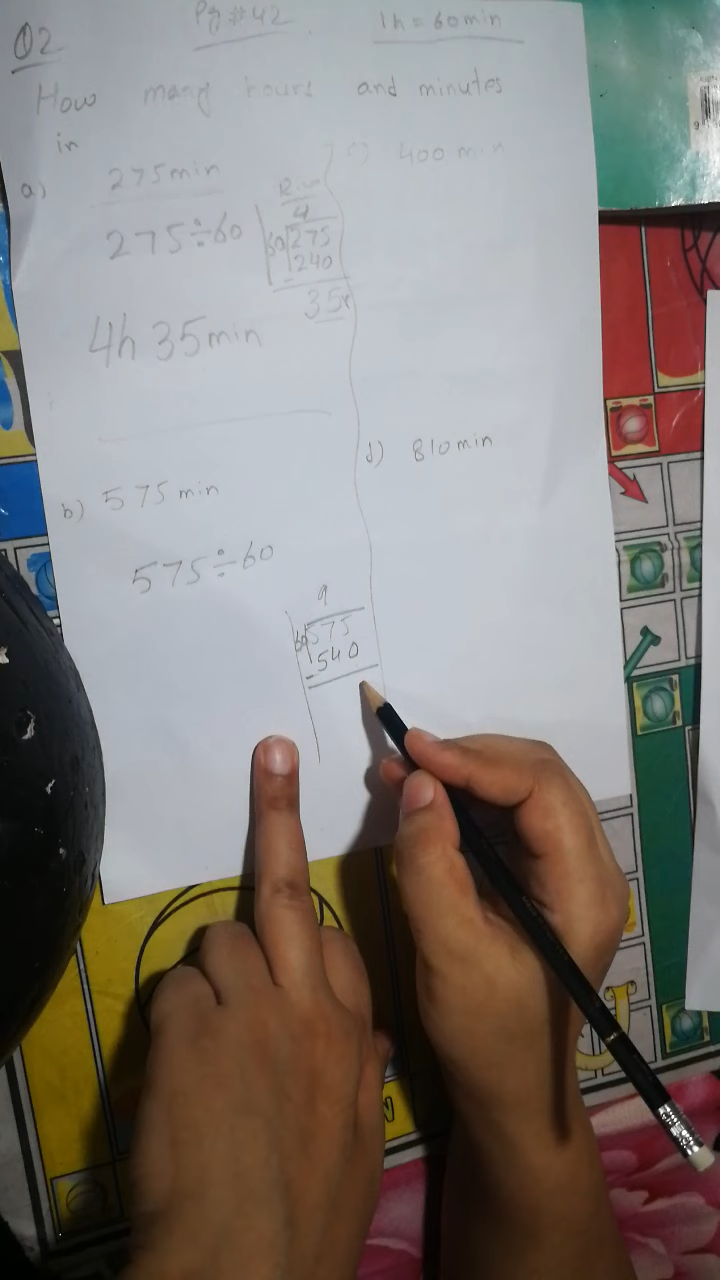 Q2
Pg # 42
1h = 60min
How many hours and minutes
in
a) 275min
275÷60
4
60 275
- 240
35
4h 35min
c) 400 min
b) 575 min
575÷60
9
60 575
- 540
d) 810min